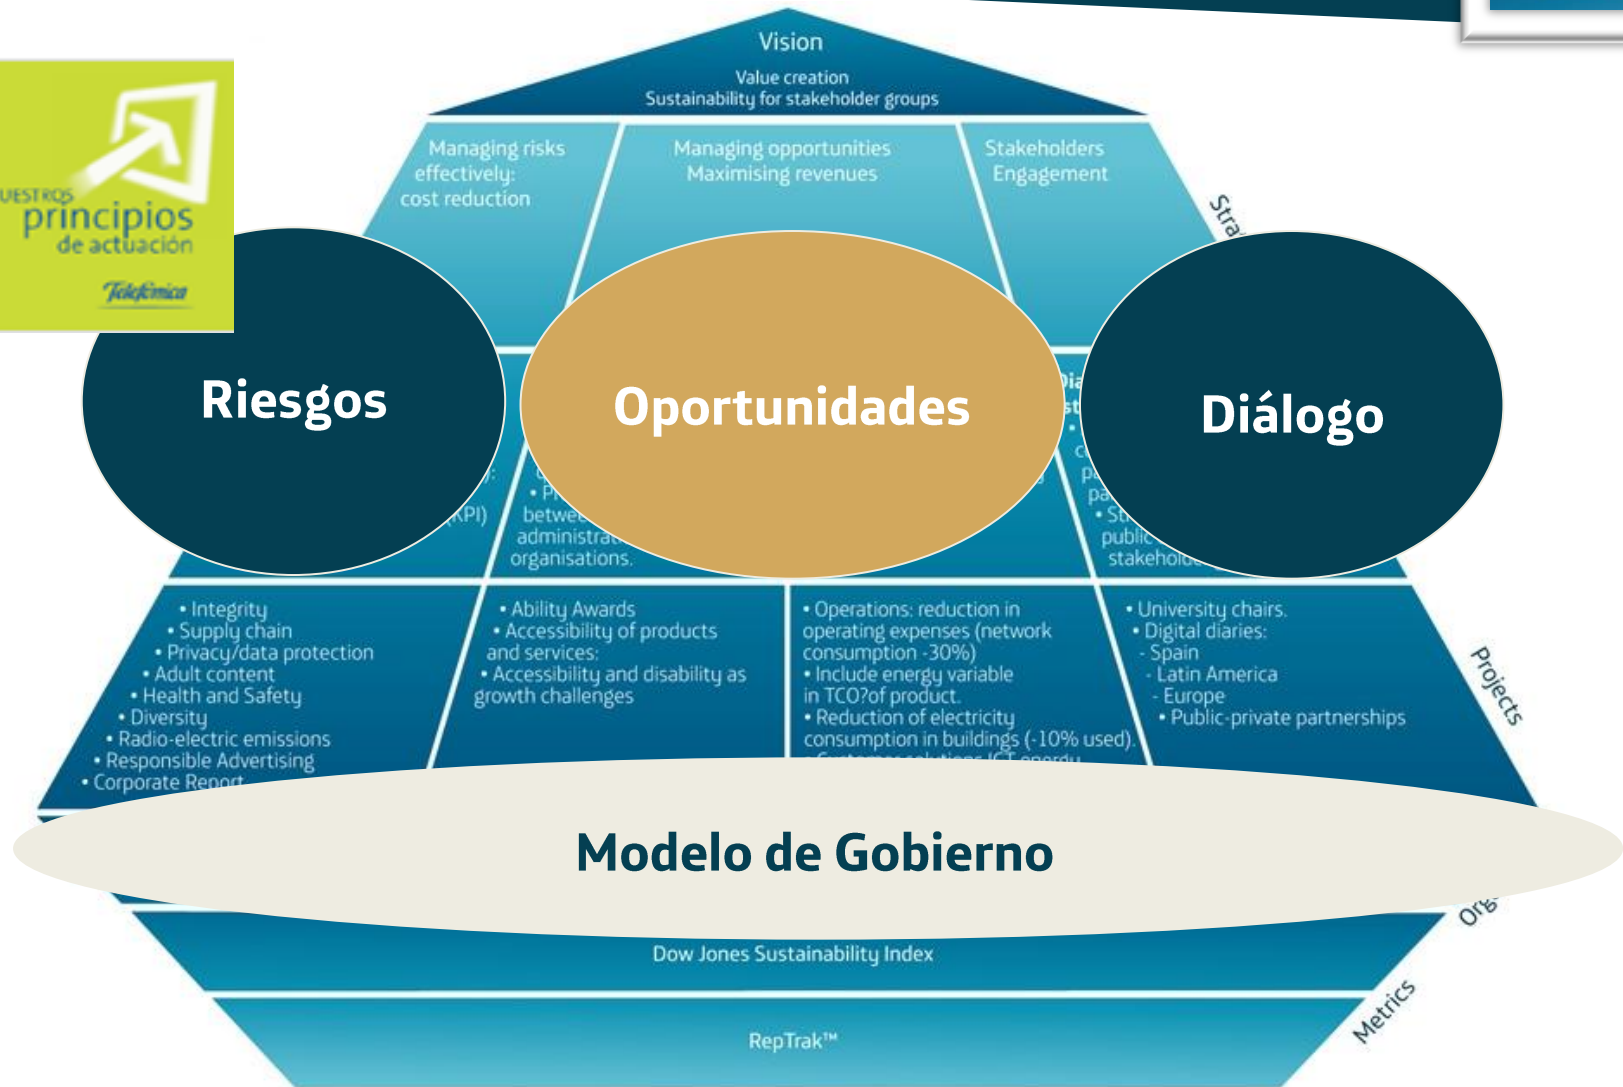 Vision
Value creation
Sustainability for stakeholder groups
principios
de actuación
Telefónica
Managing risks
effectively:
cost reduction
Managing opportunities
Maximising revenues
Stakeholders
Engagement
Riesgos
Oportunidades
Diálogo
between
organisations.
• Integrity
• Supply chain
• Privacy/data protection
• Adult content
• Health and Safety
• Diversity
• Radio-electric emissions
• Responsible Advertising
• Corporate Report
• Ability Awards
• Accessibility of products
and services:
• Accessibility and disability as
growth challenges
• Operations: reduction in
operating expenses (network
consumption -30%)
• Include energy variable
in TCO?of product.
• Reduction of electricity
consumption in buildings (-10% used).
• Customer solutions ICT energy
• University chairs.
• Digital diaries:
- Spain
- Latin America
- Europe
• Public-private partnerships
Projects
Modelo de Gobierno
Dow Jones Sustainability Index
Metrics
RepTrak™